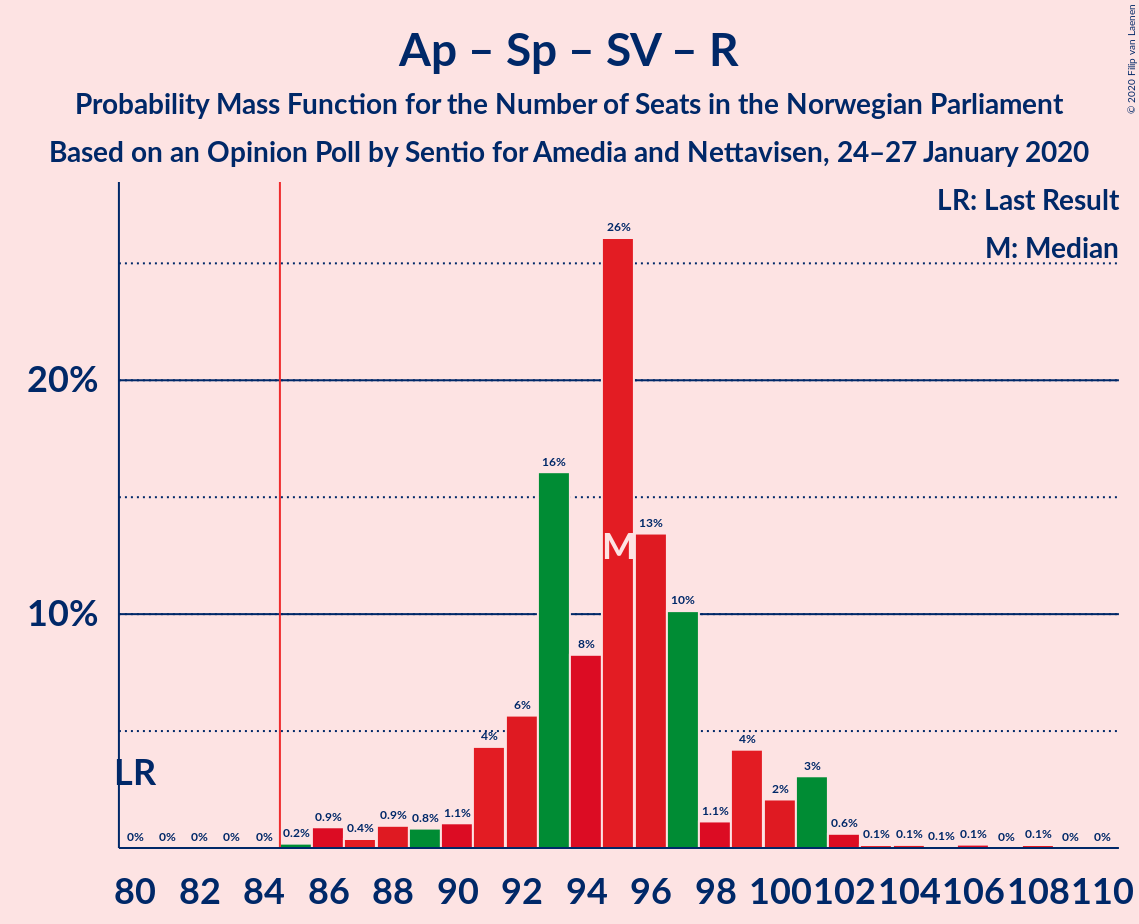 Ap – Sp – SV – R
Probability Mass Function for the Number of Seats in the Norwegian Parliament
Based on an Opinion Poll by Sentio for Amedia and Nettavisen, 24–27 January 2020
© 2020 Filip van Laenen
LR: Last Result
M: Median
20%
10%
LR
M
0% 0% 0% 0% 0% 0.2% 0.9% 0.4% 0.9% 0.8% 1.1% 4% 6% 16% 8% 26% 13% 10% 1.1% 4% 2% 3% 0.6% 0.1% 0.1% 0.1% 0.1% 0% 0.1% 0% 0%
80 82 84 86 88 90 92 94 96 98 100 102 104 106 108 110